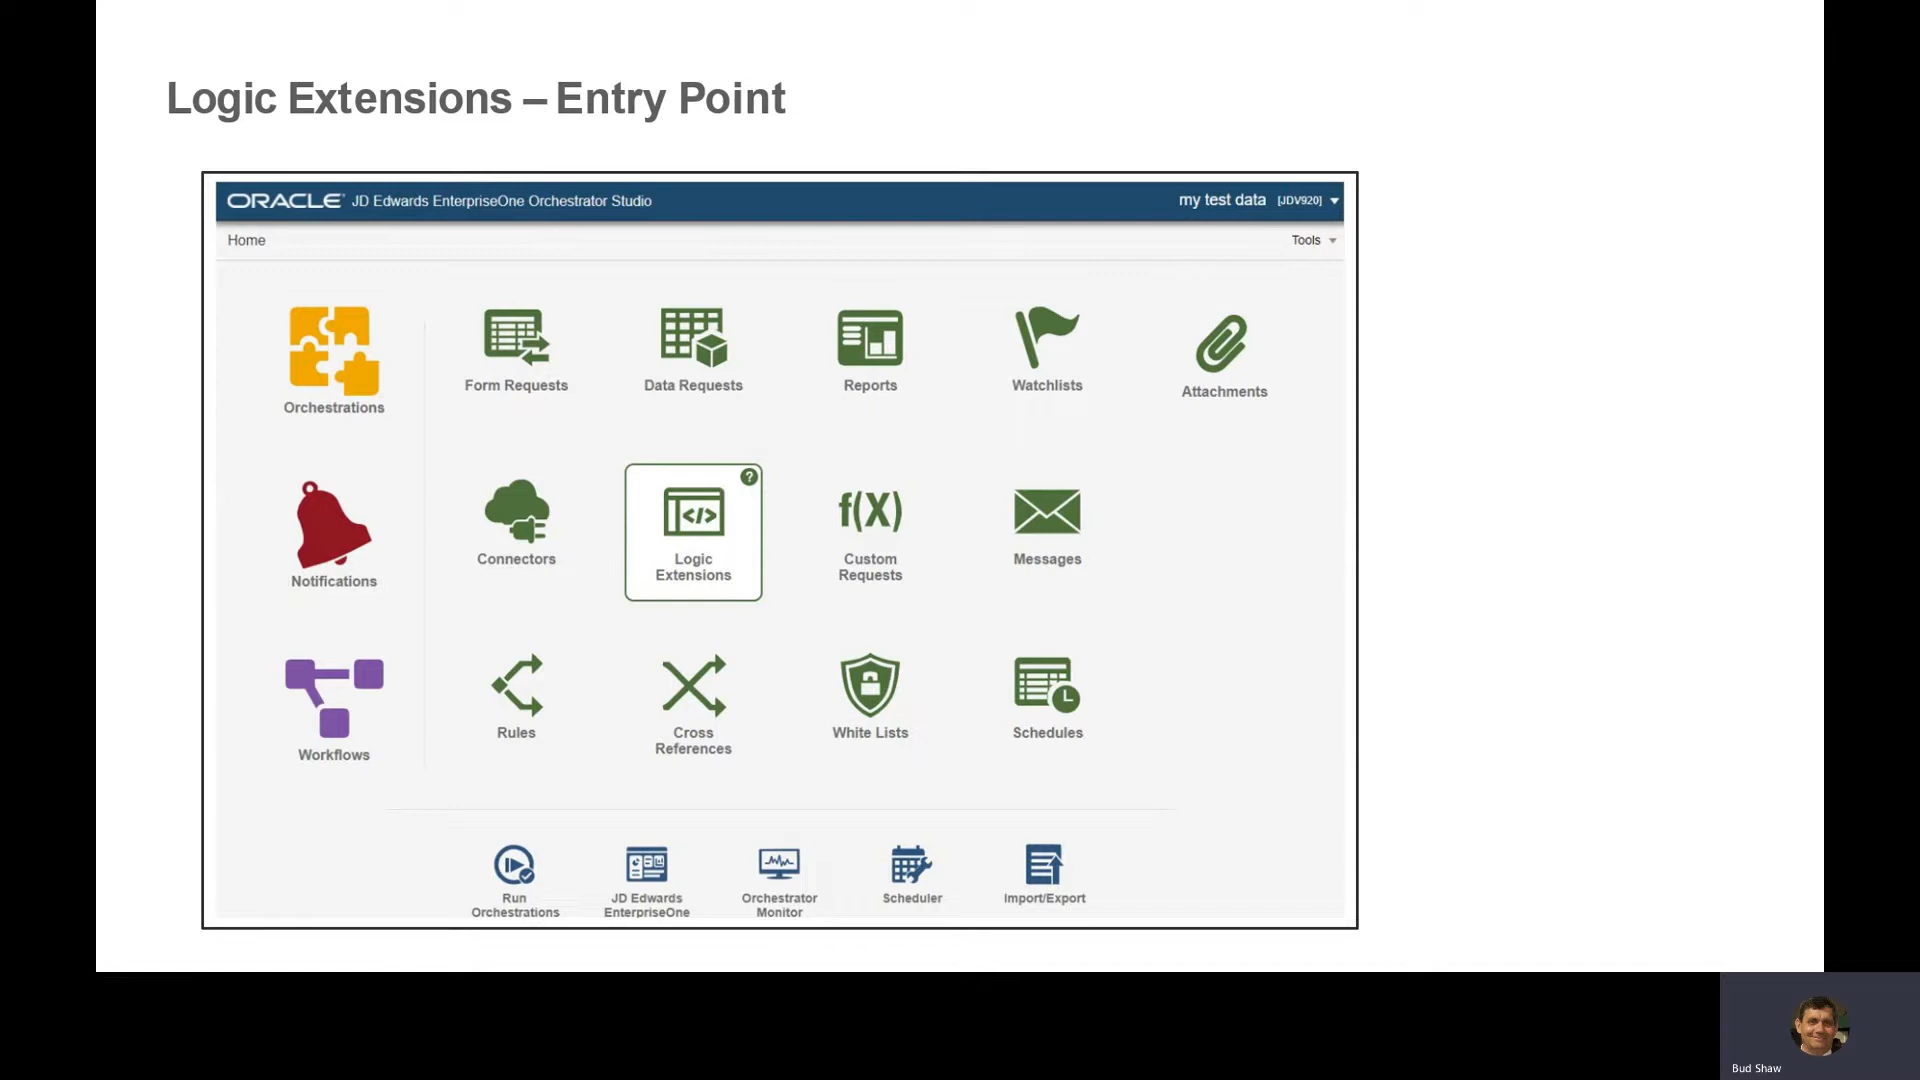 Logic Extensions – Entry Point
ORACLE JD Edwards EnterpriseOne Orchestrator Studio
my test data [JDV920]
Home
Tools
Orchestrations
Form Requests
Data Requests
Reports
Watchlists
Attachments
Notifications
Connectors
?
</>
Logic
Extensions
f(X)
Custom
Requests
Messages
Workflows
Rules
Cross
References
White Lists
Schedules
Run
Orchestrations
JD Edwards
EnterpriseOne
Orchestrator
Monitor
Scheduler
Import/Export
Bud Shaw